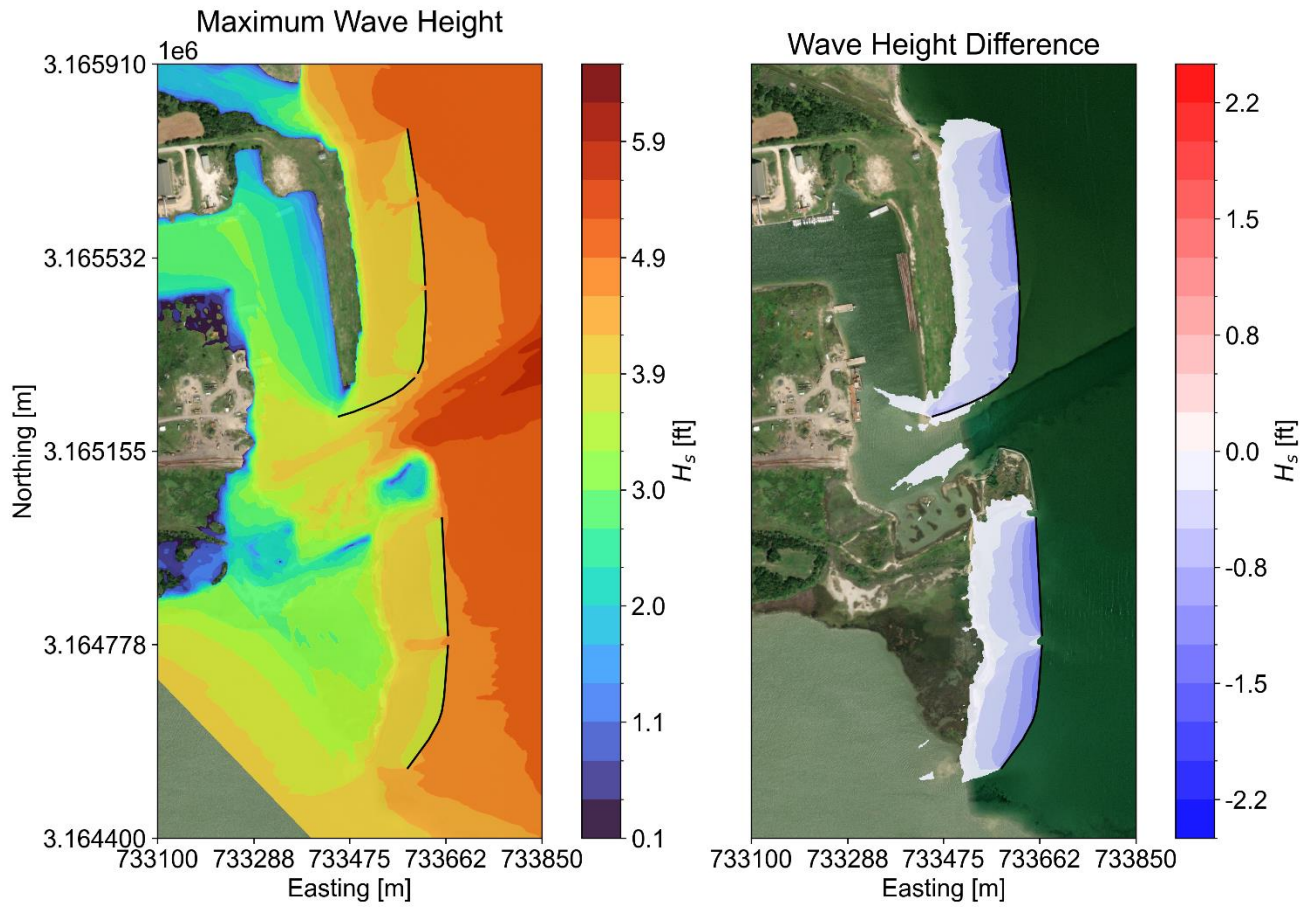 Maximum Wave Height
1e6
3.165910
3.165532
3.165155
3.164778
3.164400
Northing [m]
733100 733288 733475 733662 733850
Easting [m]
5.9
4.9
3.9
3.0
2.0
1.1
0.1
H_s [ft]
Wave Height Difference
733100 733288 733475 733662 733850
Easting [m]
2.2
1.5
0.8
0.0
-0.8
-1.5
-2.2
H_s [ft]